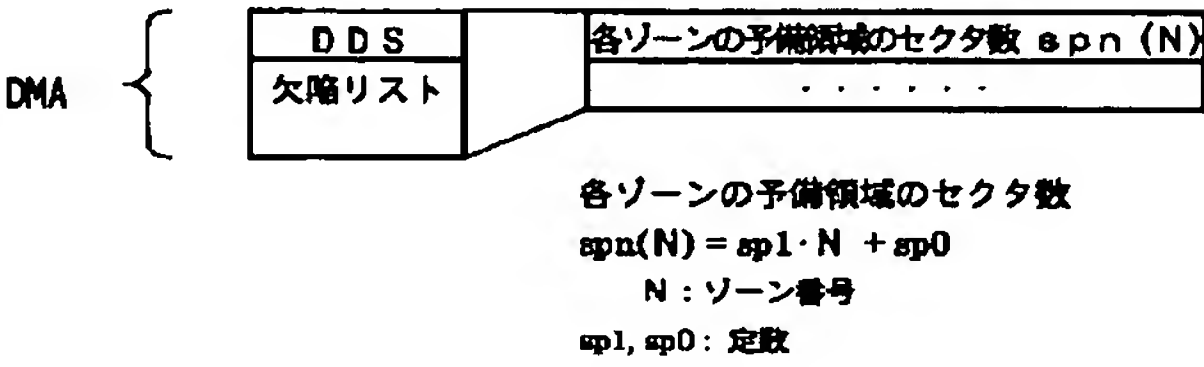 DMA
DDS
欠陥リスト
各ゾーンの予備領域のセクタ数 spn (N)
......
各ゾーンの予備領域のセクタ数
spn(N) = sp1・N + sp0
N : ゾーン番号
sp1, sp0 : 定数